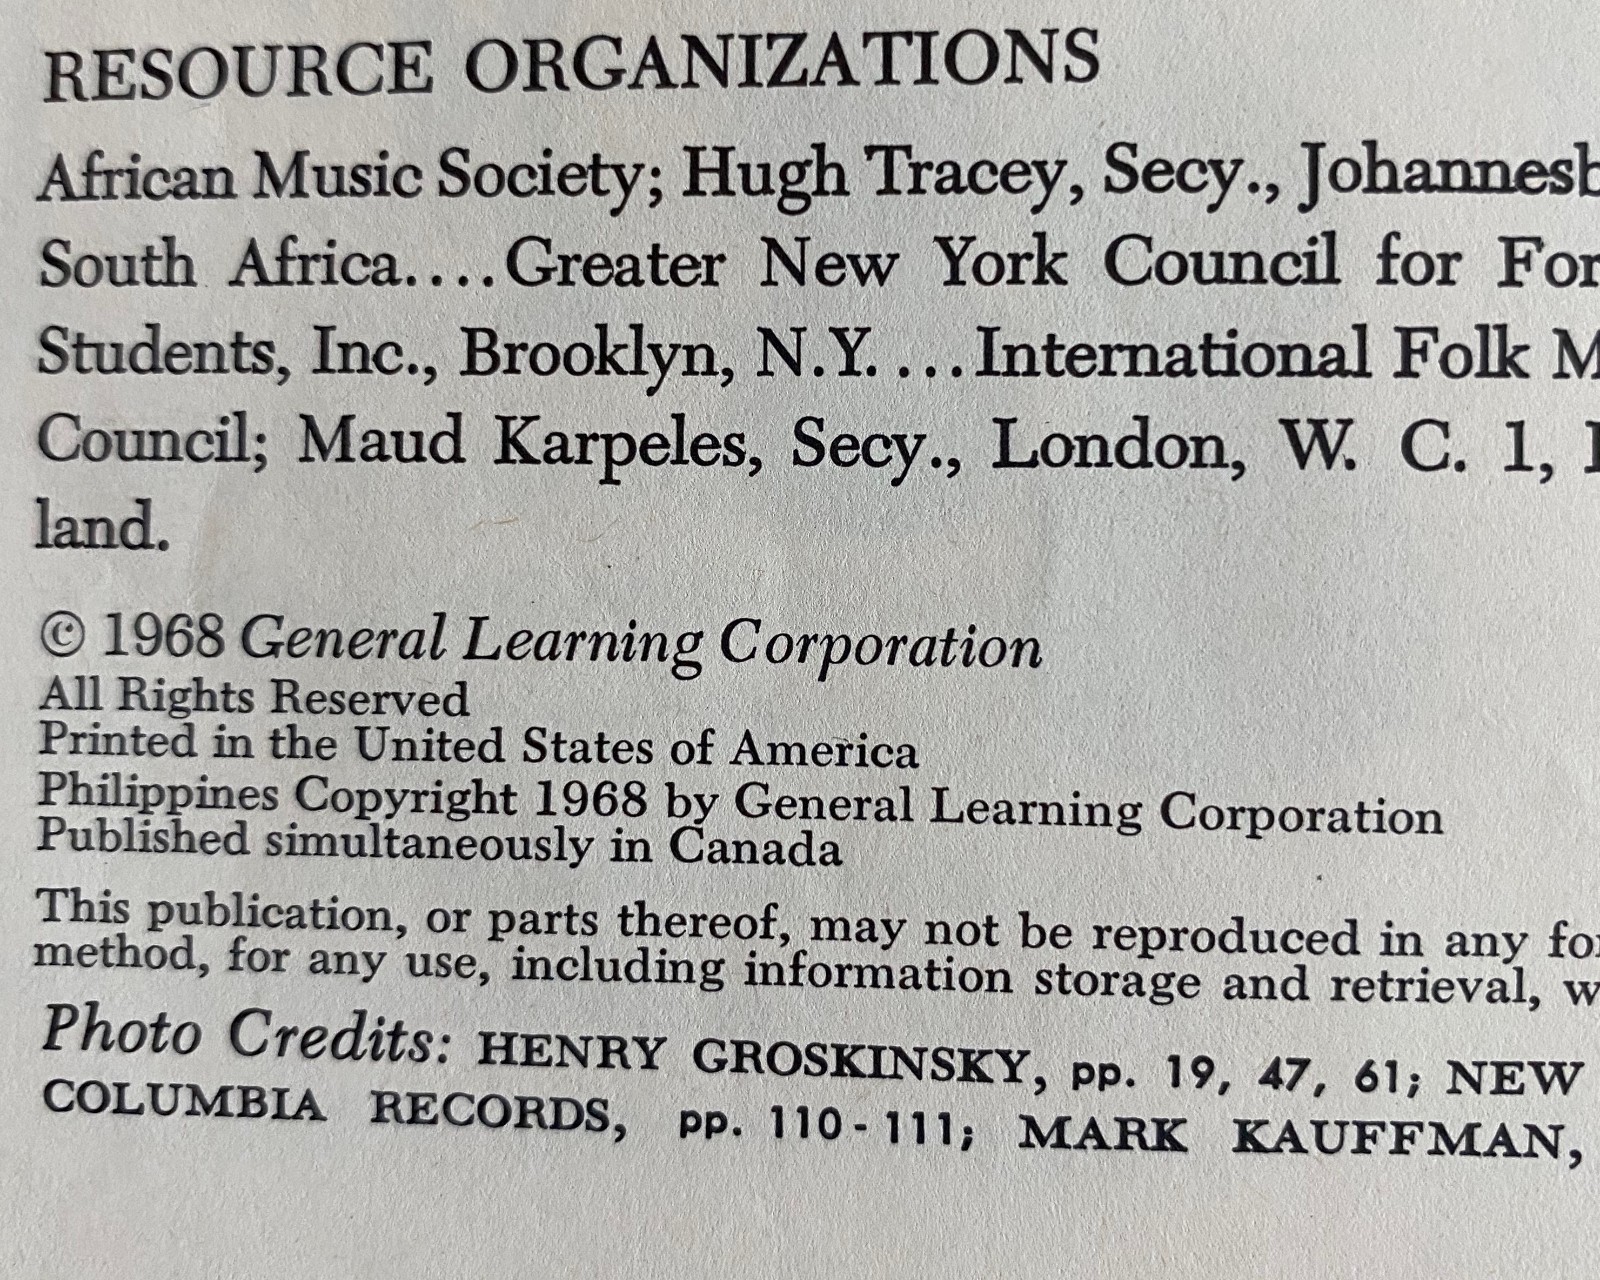 RESOURCE ORGANIZATIONS
African Music Society; Hugh Tracey, Secy., Johannesb
South Africa....Greater New York Council for For
Students, Inc., Brooklyn, N.Y....International Folk M
Council; Maud Karpeles, Secy., London, W. C. 1,
land.
© 1968 General Learning Corporation
All Rights Reserved
Printed in the United States of America
Philippines Copyright 1968 by General Learning Corporation
Published simultaneously in Canada
This publication, or parts thereof, may not be reproduced in any for
method, for any use, including information storage and retrieval, w
Photo Credits: HENRY GROSKINSKY, pp. 19, 47, 61; NEW
COLUMBIA RECORDS, pp. 110-111; MARK KAUFFMAN,